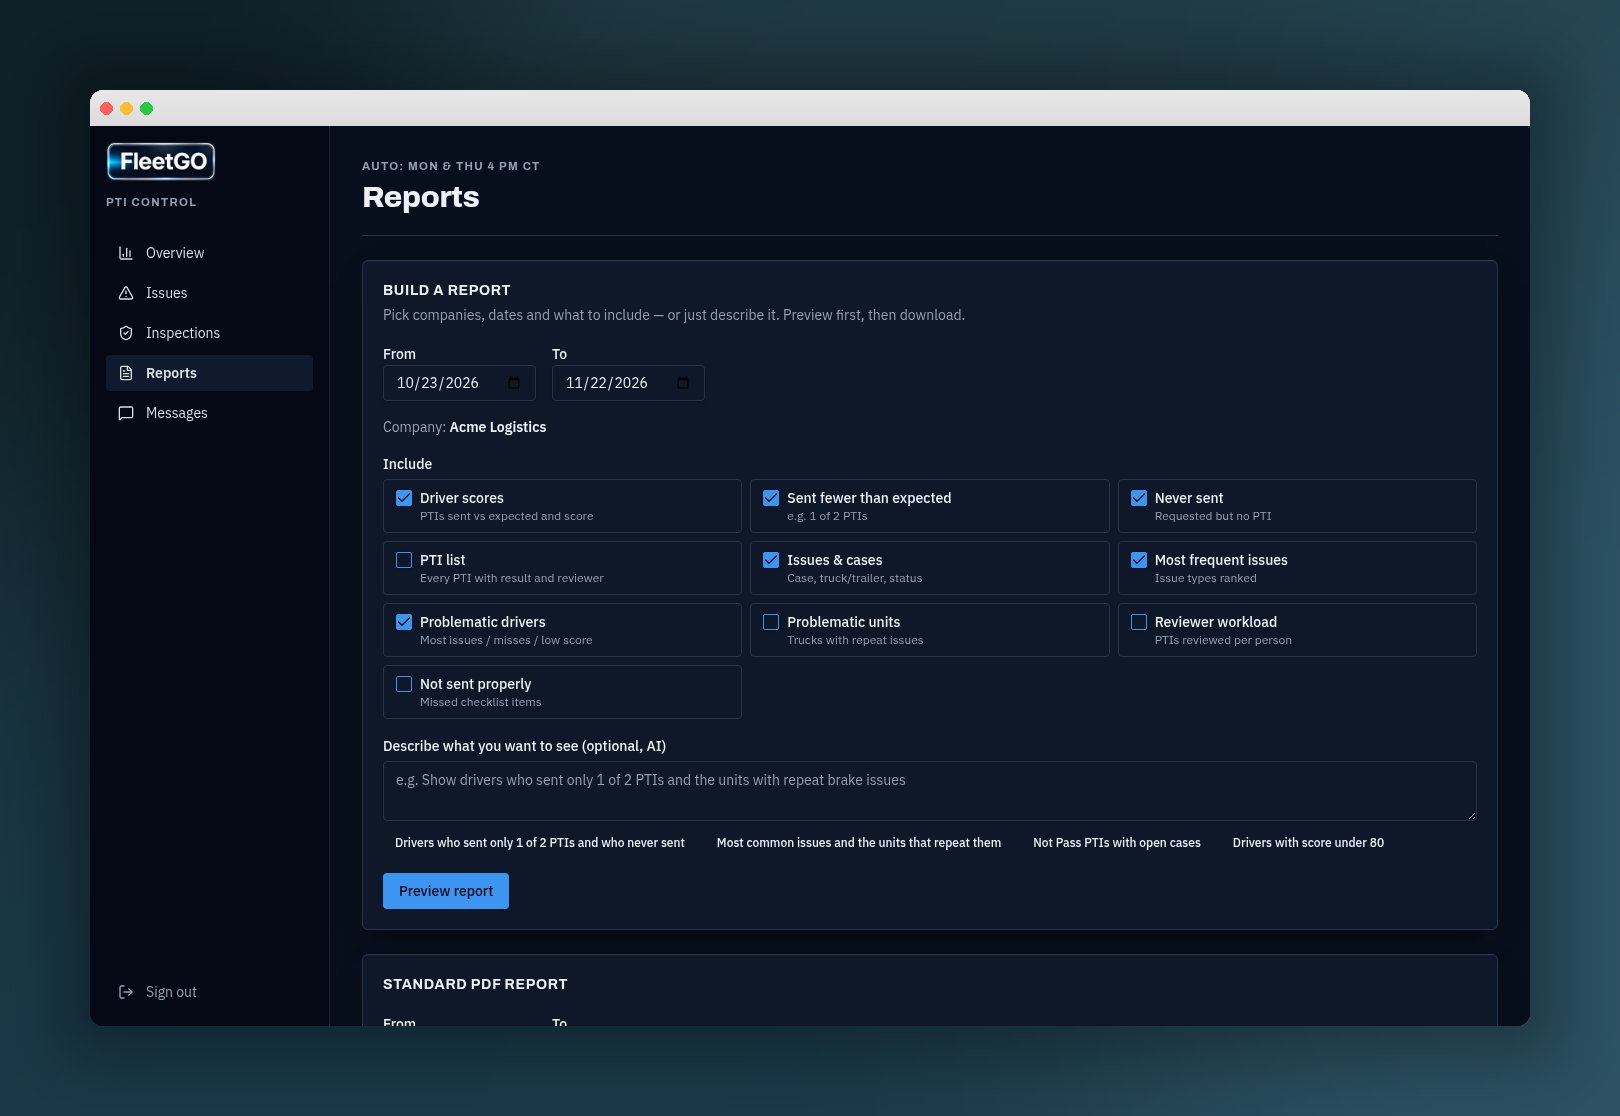 FleetGO
PTI CONTROL
Overview
Issues
Inspections
Reports
Messages
Sign out
AUTO: MON & THU 4 PM CT
Reports
BUILD A REPORT
Pick companies, dates and what to include — or just describe it. Preview first, then download.
From To
10/23/2026 11/22/2026
Company: Acme Logistics
Include
Driver scores
PTIs sent vs expected and score
Sent fewer than expected
e.g. 1 of 2 PTIs
Never sent
Requested but no PTI
PTI list
Every PTI with result and reviewer
Issues & cases
Case, truck/trailer, status
Most frequent issues
Issue types ranked
Problematic drivers
Most issues / misses / low score
Problematic units
Trucks with repeat issues
Reviewer workload
PTIs reviewed per person
Not sent properly
Missed checklist items
Describe what you want to see (optional, AI)
e.g. Show drivers who sent only 1 of 2 PTIs and the units with repeat brake issues
Drivers who sent only 1 of 2 PTIs and who never sent Most common issues and the units that repeat them Not Pass PTIs with open cases Drivers with score under 80
Preview report
STANDARD PDF REPORT
From To